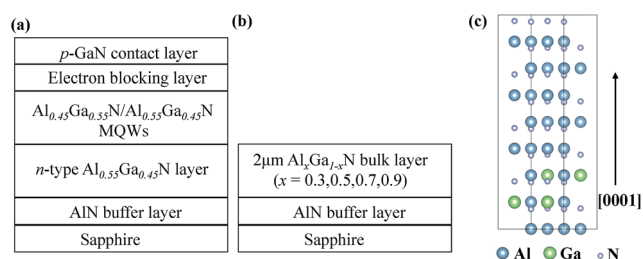 (a)
p-GaN contact layer
Electron blocking layer
Al0.45Ga0.55N/Al0.55Ga0.45N
MQWs
n-type Al0.55Ga0.45N layer
AlN buffer layer
Sapphire
(b)
2μm AlxGa1-xN bulk layer
(x = 0.3,0.5,0.7,0.9)
AlN buffer layer
Sapphire
(c)
[0001]
Al Ga N